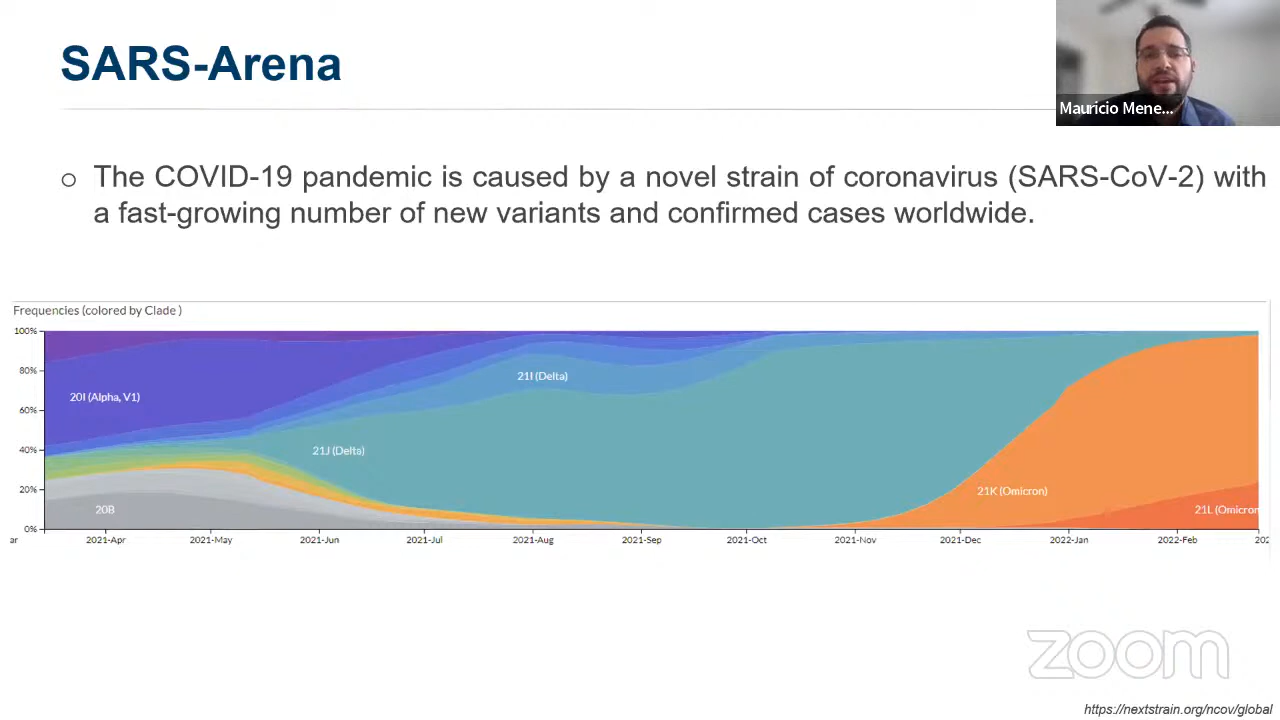 SARS-Arena
Mauricio Mene...
○ The COVID-19 pandemic is caused by a novel strain of coronavirus (SARS-CoV-2) with
a fast-growing number of new variants and confirmed cases worldwide.
Frequencies (colored by Clade )
100%
80%
60%
40%
20%
0%
20I (Alpha, V1)
21I (Delta)
21J (Delta)
20B
21K (Omicron)
21L (Omicron
ar 2021-Apr 2021-May 2021-Jun 2021-Jul 2021-Aug 2021-Sep 2021-Oct 2021-Nov 2021-Dec 2022-Jan 2022-Feb 202
zoom
https://nextstrain.org/ncov/global